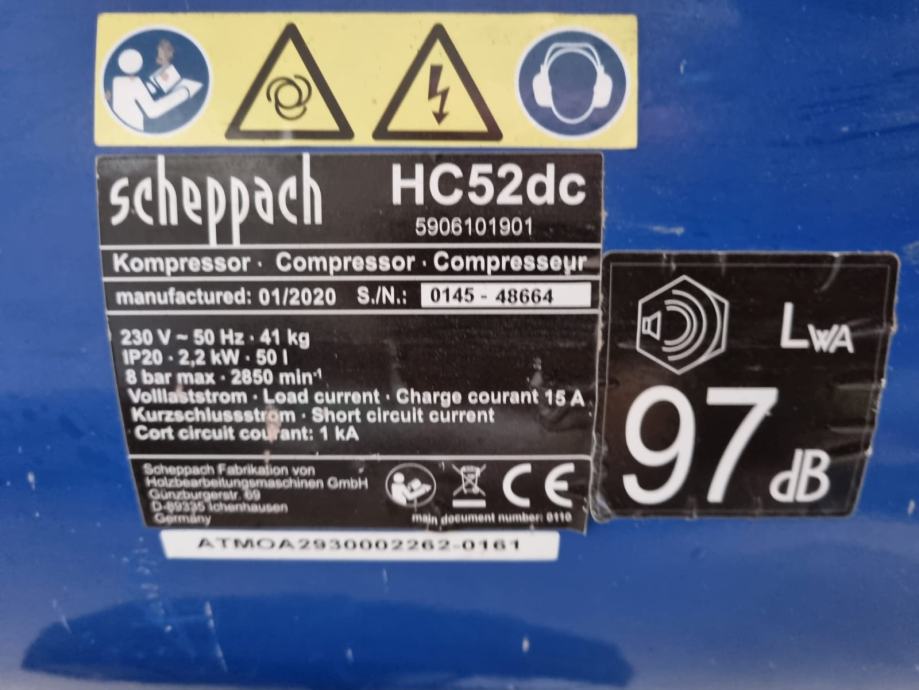 scheppach HC52dc
5906101901
Kompressor · Compressor · Compresseur
manufactured: 01/2020 S./N.: 0145 - 48664
230 V ~ 50 Hz · 41 kg
IP20 · 2,2 kW · 50 l
8 bar max · 2850 min⁻¹
Volllaststrom · Load current · Charge courant 15 A
Kurzschlussstrom · Short circuit current
Cort circuit courant: 1 kA
Scheppach Fabrikation von
Holzbearbeitungsmaschinen GmbH
Günzburgerstr. 69
D-89335 Ichenhausen
Germany
CE
main document number: 0110
ATMOA2930002262-0161
LWA
97 dB